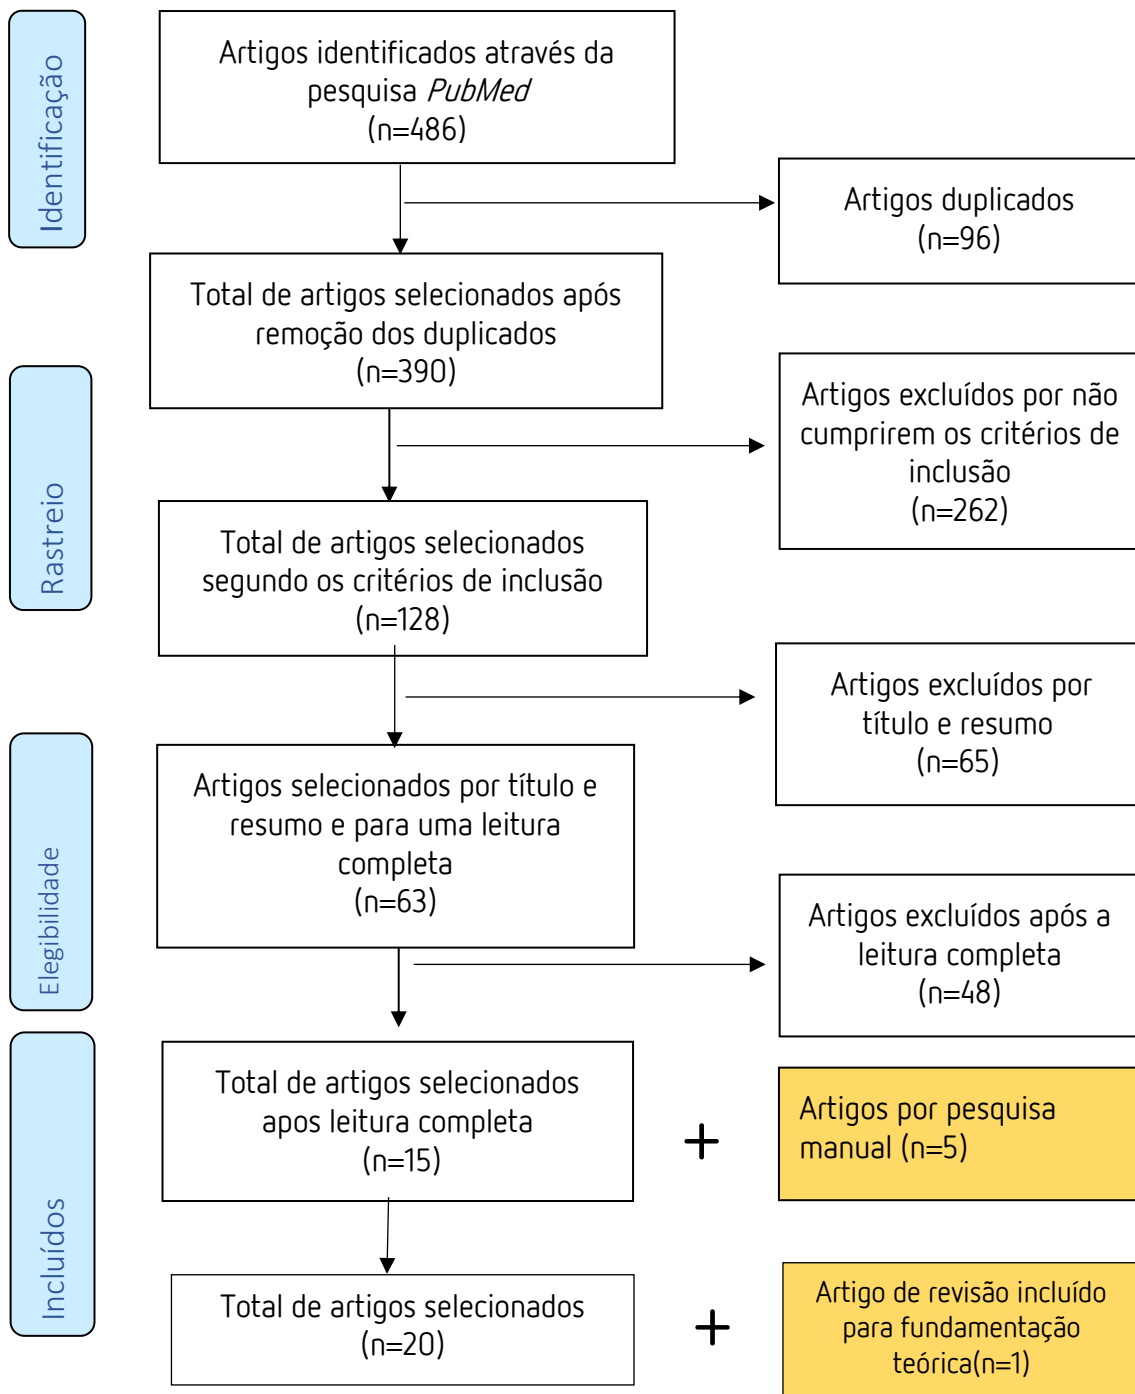 Identificação
Artigos identificados através da
pesquisa PubMed
(n=486)
Artigos duplicados
(n=96)
Total de artigos selecionados após
remoção dos duplicados
(n=390)
Rastreio
Artigos excluídos por não
cumprirem os critérios de
inclusão
(n=262)
Total de artigos selecionados
segundo os critérios de inclusão
(n=128)
Artigos excluídos por
título e resumo
(n=65)
Elegibilidade
Artigos selecionados por título e
resumo e para uma leitura
completa
(n=63)
Artigos excluídos após a
leitura completa
(n=48)
Incluídos
Total de artigos selecionados
apos leitura completa
(n=15)
+
Artigos por pesquisa
manual (n=5)
Total de artigos selecionados
(n=20)
+
Artigo de revisão incluído
para fundamentação
teórica(n=1)